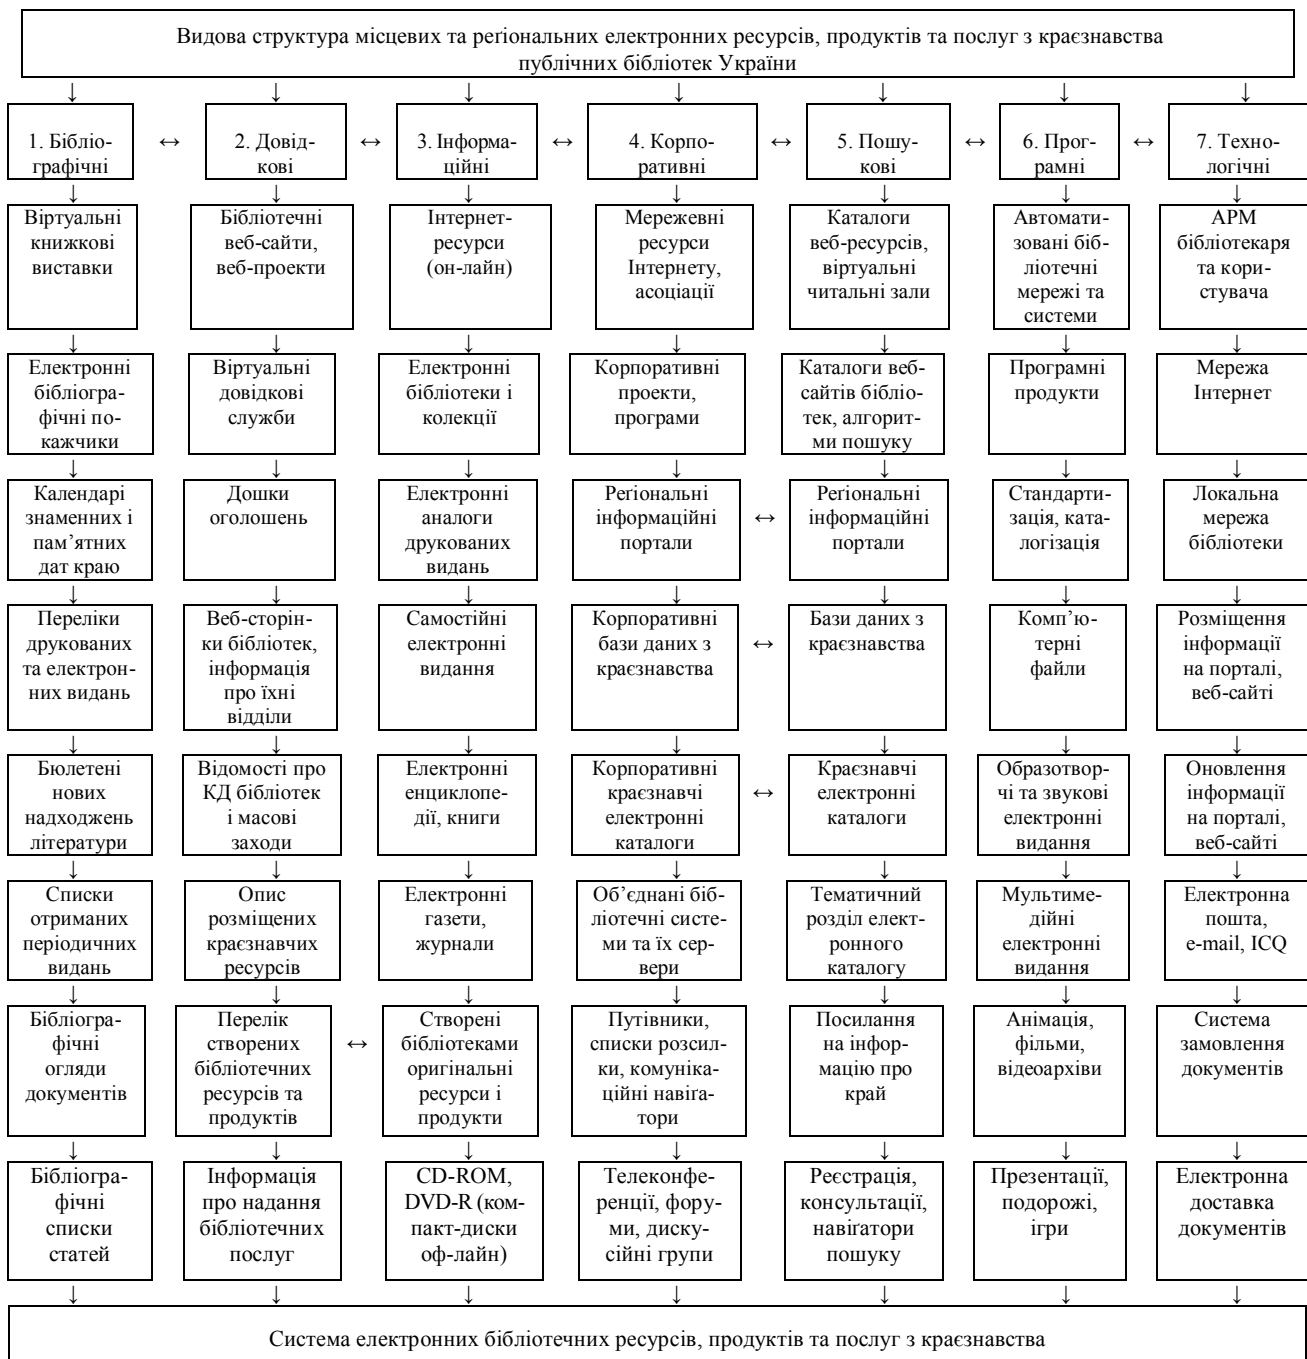 Видова структура місцевих та реґіональних електронних ресурсів, продуктів та послуг з краєзнавства
публічних бібліотек України
↓ ↓ ↓ ↓ ↓ ↓ ↓
1. Бібліо-
графічні
↔
2. Довід-
кові
↔
3. Інформа-
ційні
↔
4. Корпо-
ративні
↔
5. Пошу-
кові
↔
6. Прог-
рамні
↔
7. Техно-
логічні
↓ ↓ ↓ ↓ ↓ ↓ ↓
Віртуальні
книжкові
виставки
Бібліотечні
веб-сайти,
веб-проекти
Інтернет-
ресурси
(он-лайн)
Мережевні
ресурси
Інтернету,
асоціації
Каталоги
веб-ресурсів,
віртуальні
читальні зали
Автомати-
зовані біб-
ліотечні
мережі та
системи
АРМ
бібліотекаря
та кори-
стувача
↓ ↓ ↓ ↓ ↓ ↓ ↓
Електронні
бібліогра-
фічні по-
кажчики
Віртуальні
довідкові
служби
Електронні
бібліотеки і
колекції
Корпоративні
проекти,
програми
Каталоги веб-
сайтів бібліо-
тек, алгорит-
ми пошуку
Програмні
продукти
Мережа
Інтернет
↓ ↓ ↓ ↓ ↓ ↓ ↓
Календарі
знаменних і
пам’ятних
дат краю
Дошки
оголошень
Електронні
аналоги
друкованих
видань
Реґіональні
інформаційні
портали
↔
Реґіональні
інформаційні
портали
Стандарти-
зація, ката-
логізація
Локальна
мережа
бібліотеки
↓ ↓ ↓ ↓ ↓ ↓ ↓
Переліки
друкованих
та електрон-
них видань
Веб-сторін-
ки бібліотек,
інформація
про їхні
відділи
Самостійні
електронні
видання
Корпоративні
бази даних з
краєзнавства
↔
Бази даних з
краєзнавства
Комп’ю-
терні
файли
Розміщення
інформації
на порталі,
веб-сайті
↓ ↓ ↓ ↓ ↓ ↓ ↓
Бюлетені
нових
надходжень
літератури
Відомості про
КД бібліотек
і масові
заходи
Електронні
енциклопе-
дії, книги
Корпоративні
краєзнавчі
електронні
каталоги
↔
Краєзнавчі
електронні
каталоги
Образотвор-
чі та звукові
електронні
видання
Оновлення
інформації
на порталі,
веб-сайті
↓ ↓ ↓ ↓ ↓ ↓ ↓
Списки
отриманих
періодичних
видань
Опис
розміщених
краєзнавчих
ресурсів
Електронні
газети,
журнали
Об’єднані біб-
ліотечні систе-
ми та їх сер-
вери
Тематичний
розділ елект-
ронного
каталогу
Мультиме-
дійні
електронні
видання
Електронна
пошта,
e-mail, ICQ
↓ ↓ ↓ ↓ ↓ ↓ ↓
Бібліогра-
фічні
огляди
документів
Перелік
створених
бібліотечних
ресурсів та
продуктів
↔
Створені
бібліотеками
оригінальні
ресурси і
продукти
Путівники,
списки розсил-
ки, комуніка-
ційні навіґа-
тори
Посилання
на інфор-
мацію про
край
Анімація,
фільми,
відеоархіви
Система
замовлення
документів
↓ ↓ ↓ ↓ ↓ ↓ ↓
Бібліогра-
фічні
списки
статей
Інформація
про надання
бібліотечних
послуг
CD-ROM,
DVD-R (ком-
пакт-диски
оф-лайн)
Телеконфе-
ренції, фору-
ми, диску-
сійні групи
Реєстрація,
консультації,
навіґатори
пошуку
Презентації,
подорожі,
ігри
Електронна
доставка
документів
↓ ↓ ↓ ↓ ↓ ↓ ↓
Система електронних бібліотечних ресурсів, продуктів та послуг з краєзнавства